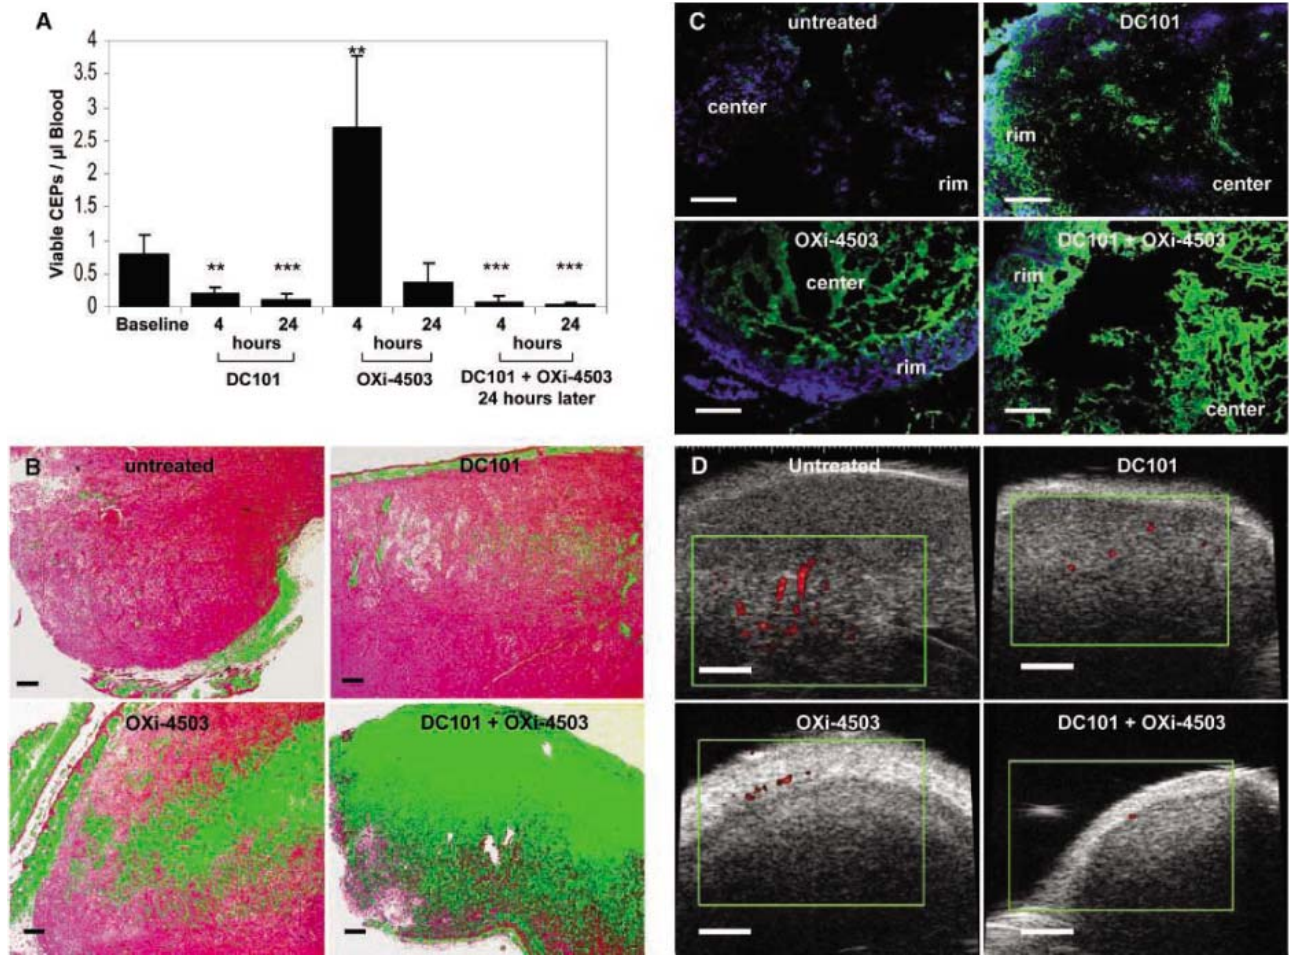 A
Viable CEPs / µl Blood
4
3.5
3
2.5
2
1.5
1
0.5
0
**
***
**
***
***
Baseline 4 24 4 24 4 24
hours hours hours
DC101 OXi-4503 DC101 + OXi-4503
24 hours later
C
untreated
center
rim
DC101
rim
center
OXi-4503
center
rim
DC101 + OXi-4503
rim
center
B
untreated
DC101
OXi-4503
DC101 + OXi-4503
D
Untreated
DC101
OXi-4503
DC101 + OXi-4503